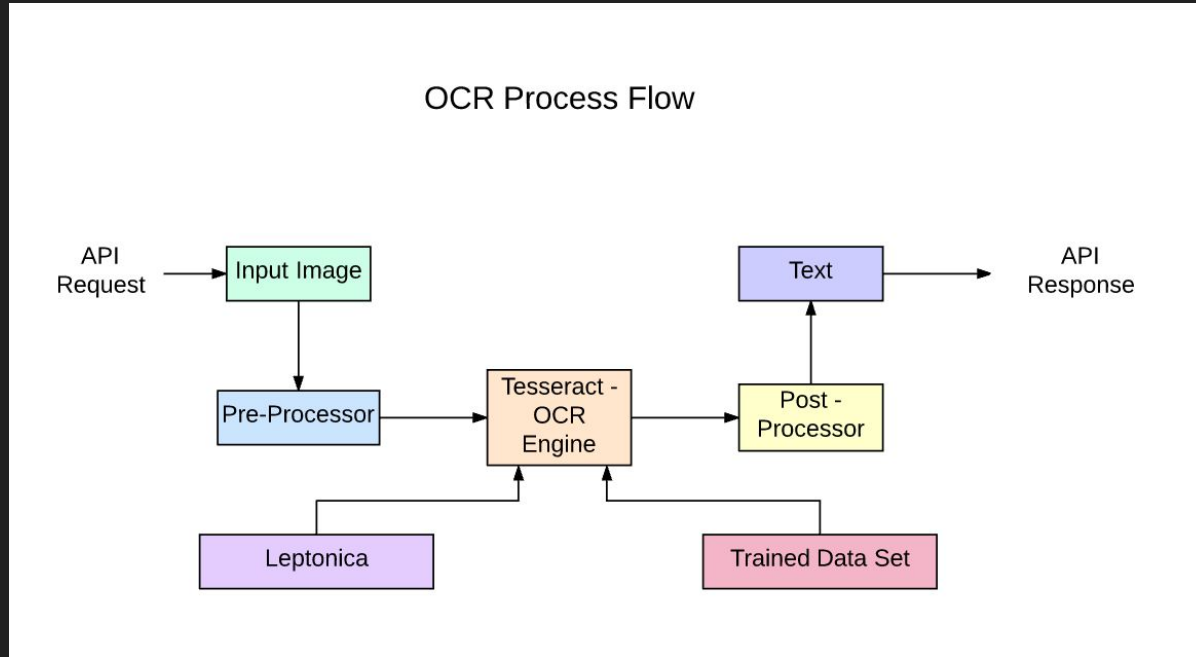 OCR Process Flow
API
Request
Input Image
Text
API
Response
Pre-Processor
Tesseract -
OCR
Engine
Post -
Processor
Leptonica
Trained Data Set